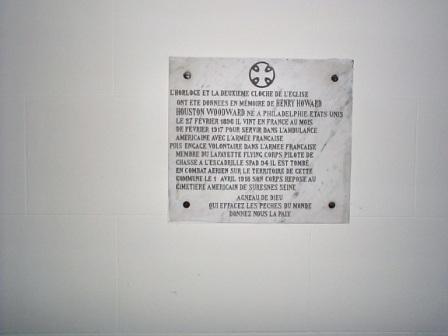 L'HORLOGE ET LA DEUXIEME CLOCHE DE L'EGLISE
ONT ETE DONNEES EN MEMOIRE DE HENRY HOWARD
HOUSTON WOODWARD NE A PHILADELPHIE ETATS UNIS
LE 27 FEVRIER 1896 IL VINT EN FRANCE AU MOIS
DE FEVRIER 1917 POUR SERVIR DANS L'AMBULANCE
AMERICAINE AVEC L'ARMEE FRANCAISE
PUIS ENGAGE VOLONTAIRE DANS L'ARMEE FRANCAISE
MEMBRE DU LAFAYETTE FLYING CORPS PILOTE DE
CHASSE A L'ESCADRILLE SPAD 94 IL EST TOMBE
EN COMBAT AERIEN SUR LE TERRITOIRE DE CETTE
COMMUNE LE 1 AVRIL 1918 SON CORPS REPOSE AU
CIMETIERE AMERICAIN DE SURESNES SEINE
AGNEAU DE DIEU
QUI EFFACEZ LES PECHES DU MONDE
DONNEZ NOUS LA PAIX